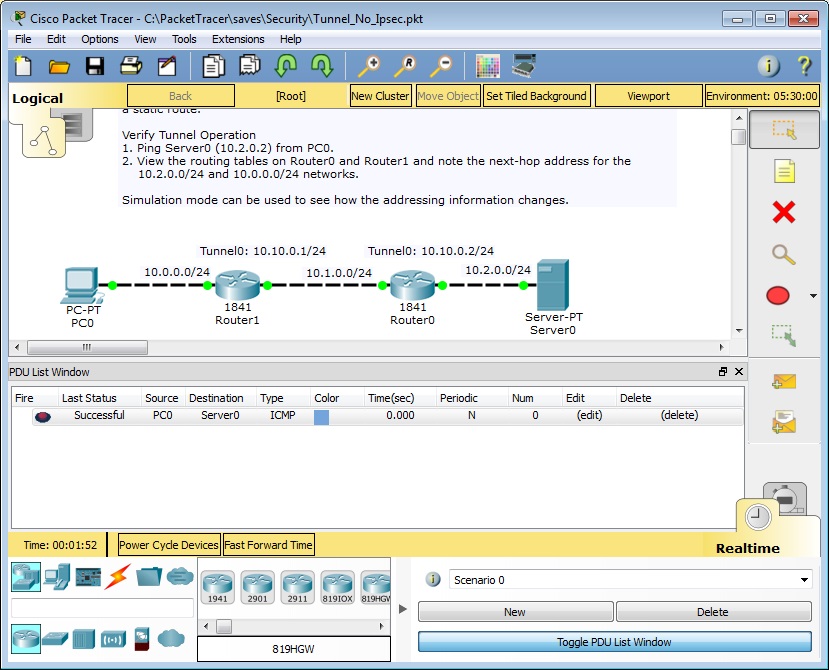 Cisco Packet Tracer - C:\PacketTracer\saves\Security\Tunnel_No_Ipsec.pkt
File Edit Options View Tools Extensions Help
Logical Back [Root] New Cluster Move Object Set Tiled Background Viewport Environment: 05:30:00
a static route.
Verify Tunnel Operation
1. Ping Server0 (10.2.0.2) from PC0.
2. View the routing tables on Router0 and Router1 and note the next-hop address for the
10.2.0.0/24 and 10.0.0.0/24 networks.
Simulation mode can be used to see how the addressing information changes.
Tunnel0: 10.10.0.1/24 Tunnel0: 10.10.0.2/24
10.0.0.0/24 10.1.0.0/24 10.2.0.0/24
PC-PT
PC0
1841
Router1
1841
Router0
Server-PT
Server0
PDU List Window
Fire Last Status Source Destination Type Color Time(sec) Periodic Num Edit Delete
Successful PC0 Server0 ICMP 0.000 N 0 (edit) (delete)
Time: 00:01:52 Power Cycle Devices Fast Forward Time
Realtime
1941 2901 2911 819IOX 819HGW
819HGW
Scenario 0
New Delete
Toggle PDU List Window